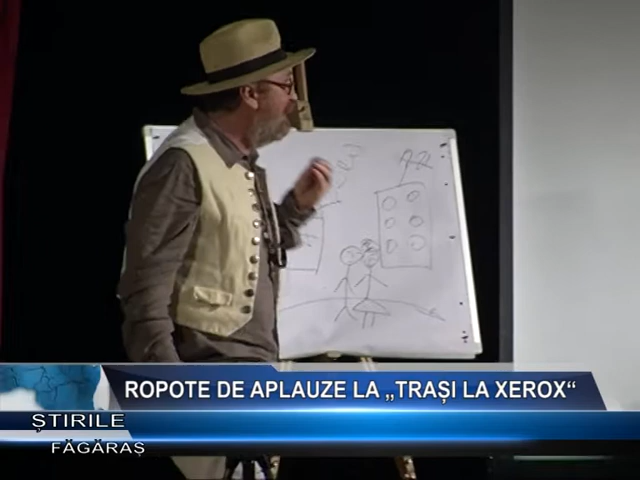 ROPOTE DE APLAUZE LA „TRAȘI LA XEROX“
ȘTIRILE
FĂGĂRAȘ